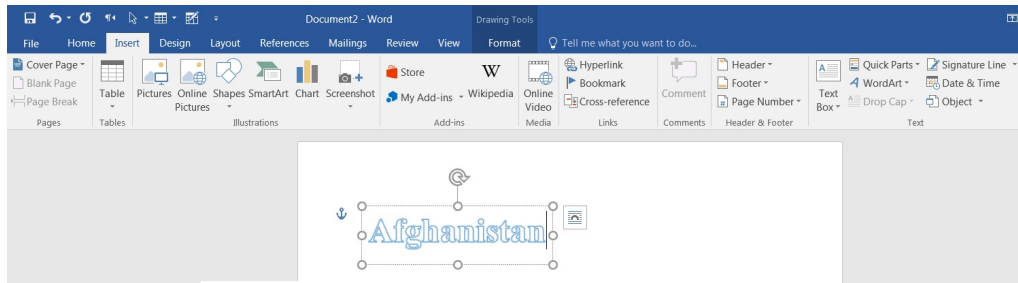 Document2 - Word
Drawing Tools
File Home Insert Design Layout References Mailings Review View Format Tell me what you want to do...
Cover Page
Blank Page
Page Break
Pages
Table
Tables
Pictures
Online Pictures
Shapes
SmartArt
Chart
Screenshot
Illustrations
Store
My Add-ins
W
Wikipedia
Add-ins
Online Video
Media
Hyperlink
Bookmark
Cross-reference
Links
Comment
Comments
Header
Footer
Page Number
Header & Footer
A
Text Box
Quick Parts
WordArt
Drop Cap
Signature Line
Date & Time
Object
Text
Afghanistan